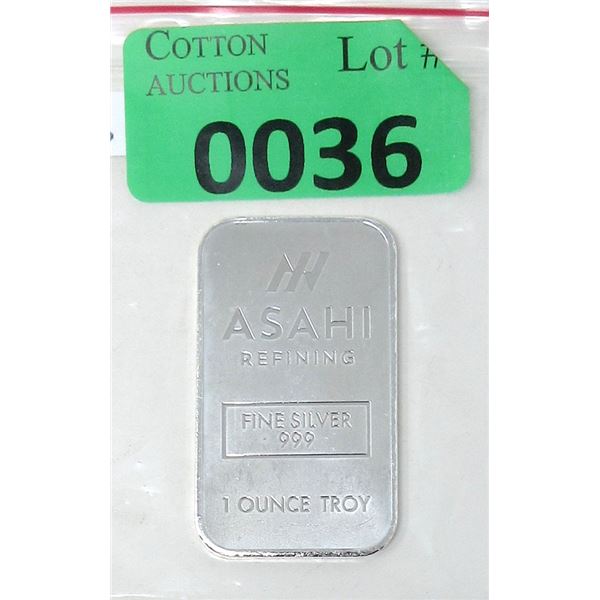 COTTON Lot #
AUCTIONS
0036
ASAHI
REFINING
FINE SILVER
999
1 OUNCE TROY